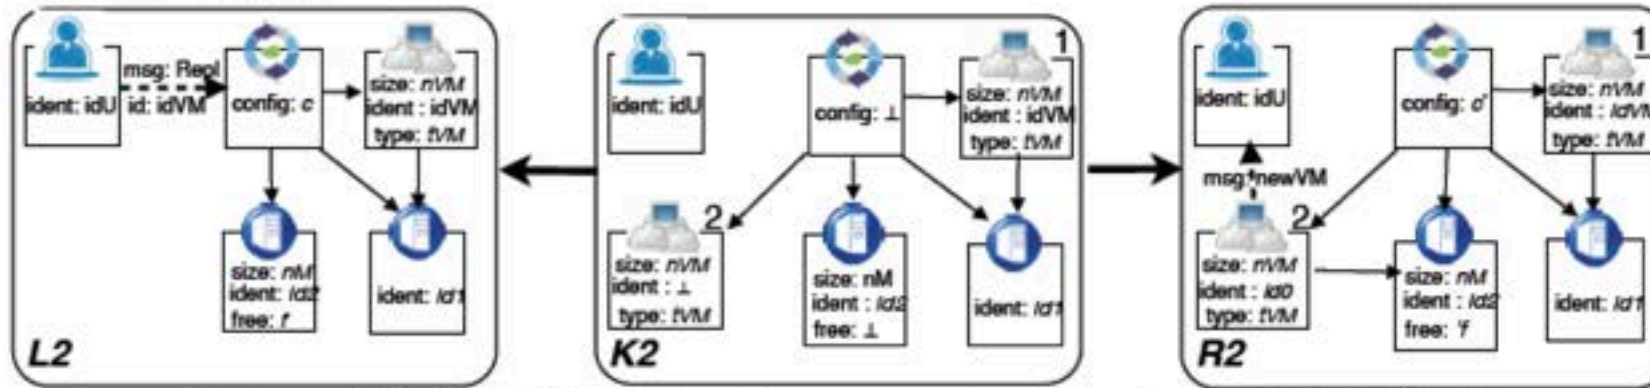 msg: Repl
ident: idU
id: idVM
config: c
size: nVM
ident : idVM
type: tVM
size: nM
ident: Id2
free: f
ident: Id1
L2
ident: idU
config: ⊥
1
size: nVM
ident : idVM
type: tVM
2
size: nVM
ident : ⊥
type: tVM
size: nM
ident : Id2
free: ⊥
ident: Id1
K2
ident: idU
config: c'
1
size: nVM
ident : IdVM
type: tVM
msg: newVM
2
size: nVM
ident : Id0
type: tVM
size: nM
ident: Id2
free: 'f
ident: Id1
R2